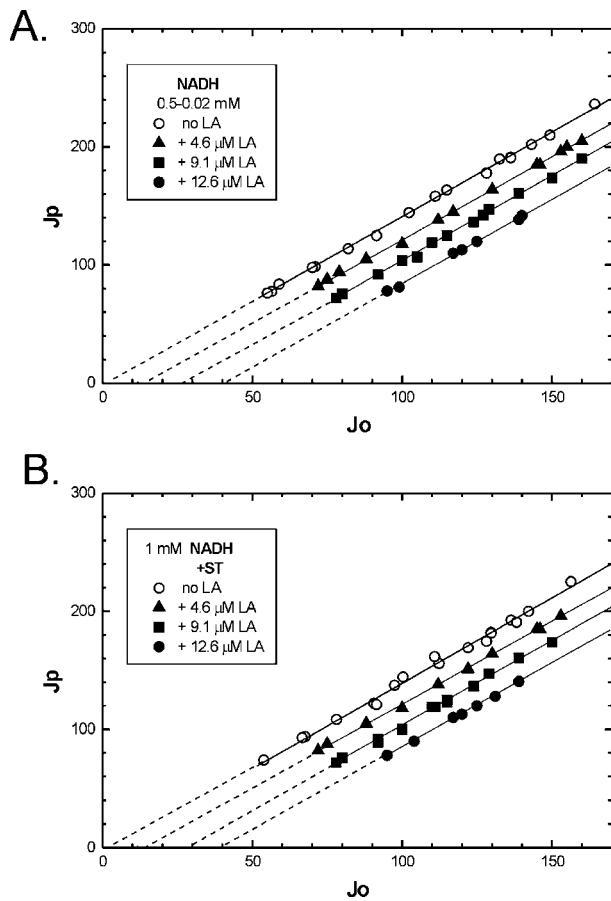 A.
300
NADH
0.5-0.02 mM
no LA
+ 4.6 µM LA
+ 9.1 µM LA
+ 12.6 µM LA
200
Jp
100
0
0
50
100
150
Jo
B.
300
1 mM NADH
+ST
no LA
+ 4.6 µM LA
+ 9.1 µM LA
+ 12.6 µM LA
200
Jp
100
0
0
50
100
150
Jo